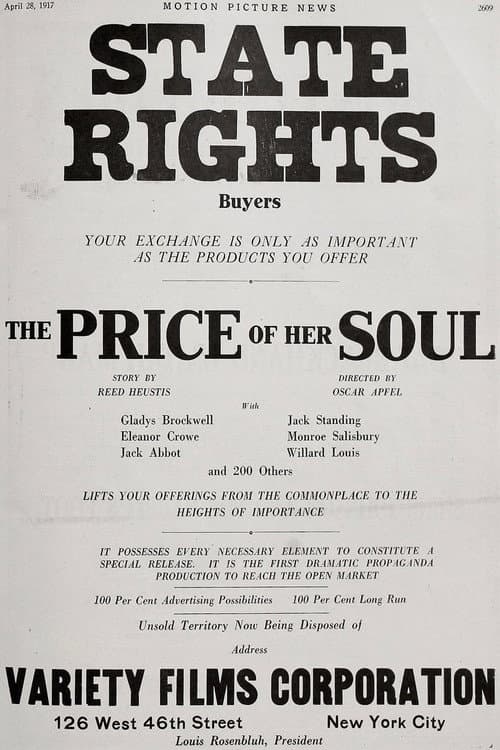 April 28, 1917 MOTION PICTURE NEWS 2609
STATE
RIGHTS
Buyers
YOUR EXCHANGE IS ONLY AS IMPORTANT
AS THE PRODUCTS YOU OFFER
THE PRICE OF HER SOUL
STORY BY DIRECTED BY
REED HEUSTIS OSCAR APFEL
With
Gladys Brockwell Jack Standing
Eleanor Crowe Monroe Salisbury
Jack Abbot Willard Louis
and 200 Others
LIFTS YOUR OFFERINGS FROM THE COMMONPLACE TO THE
HEIGHTS OF IMPORTANCE
IT POSSESSES EVERY NECESSARY ELEMENT TO CONSTITUTE A
SPECIAL RELEASE. IT IS THE FIRST DRAMATIC PROPAGANDA
PRODUCTION TO REACH THE OPEN MARKET
100 Per Cent Advertising Possibilities 100 Per Cent Long Run
Unsold Territory Now Being Disposed of
Address
VARIETY FILMS CORPORATION
126 West 46th Street New York City
Louis Rosenbluh, President